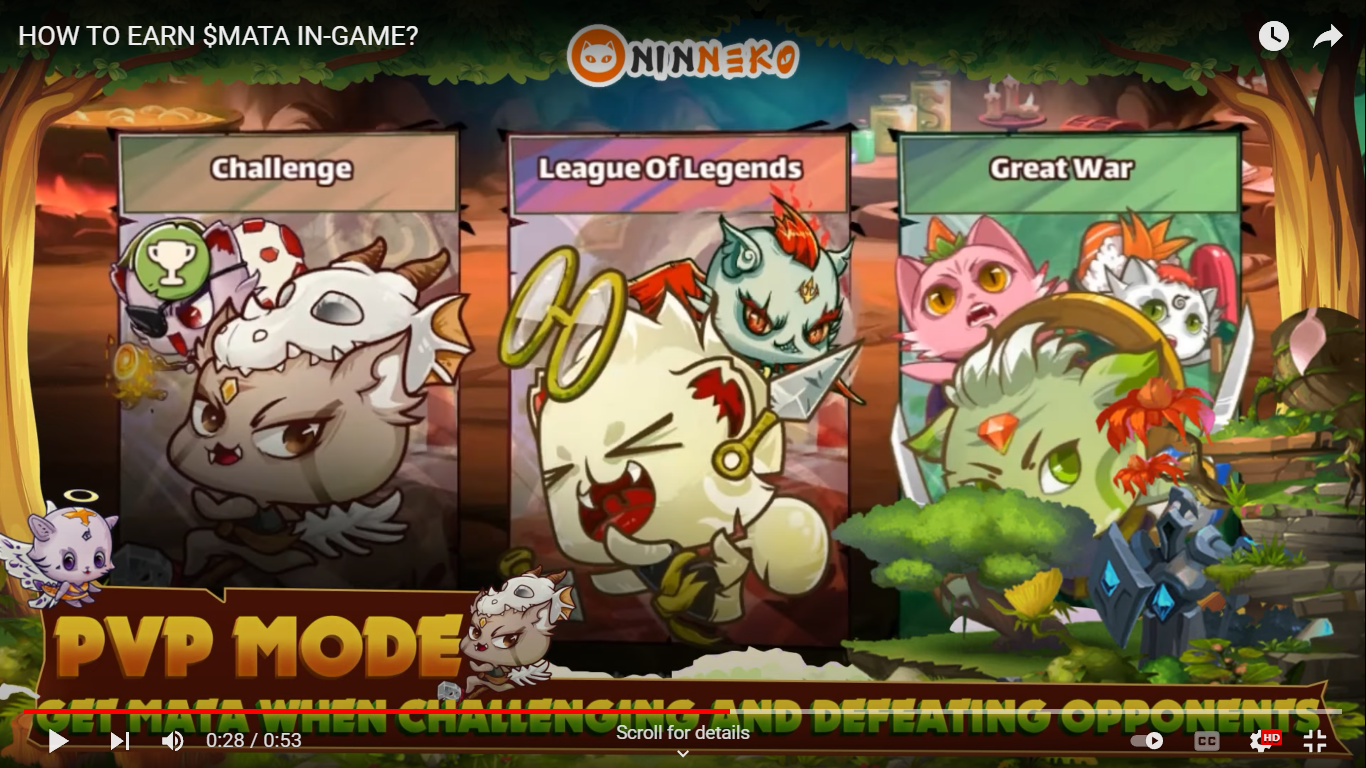 HOW TO EARN $MATA IN-GAME?
NINNEKO
Challenge
League Of Legends
Great War
PVP MODE
GET MATA WHEN CHALLENGING AND DEFEATING OPPONENTS
Scroll for details
0:28 / 0:53
CC
HD